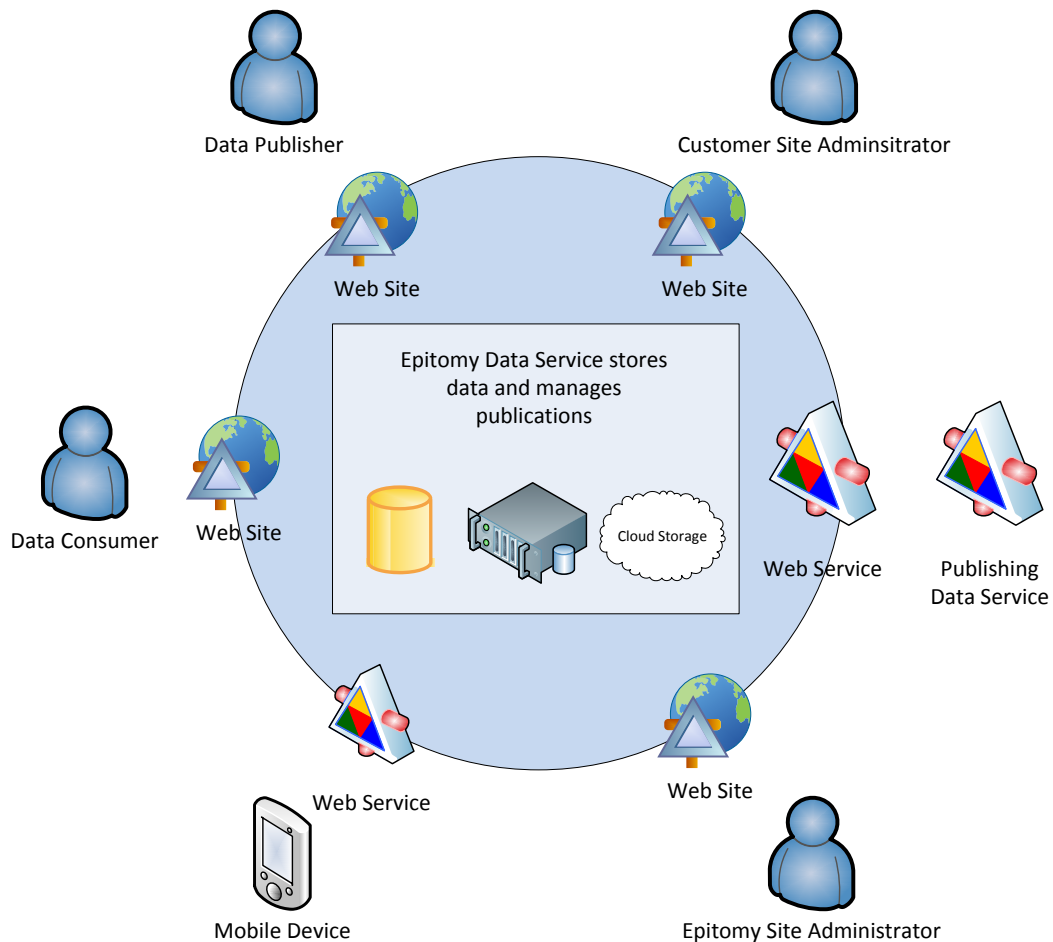 Data Publisher
Customer Site Adminsitrator
Web Site
Web Site
Epitomy Data Service stores
data and manages
publications
Data Consumer
Web Site
Cloud Storage
Web Service
Publishing
Data Service
Web Site
Web Service
Mobile Device
Epitomy Site Administrator